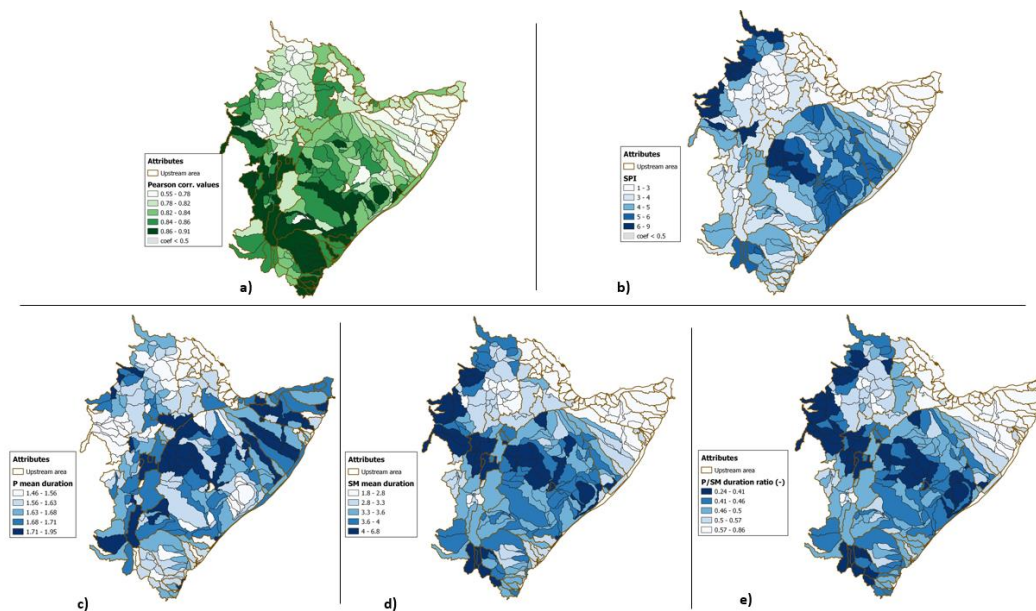 Attributes
Upstream area
Pearson corr. values
0.55 - 0.78
0.78 - 0.82
0.82 - 0.84
0.84 - 0.86
0.86 - 0.91
coef < 0.5
a)
Attributes
Upstream area
SPI
1 - 3
3 - 4
4 - 5
5 - 6
6 - 9
coef < 0.5
b)
Attributes
Upstream area
P mean duration
1.46 - 1.56
1.56 - 1.63
1.63 - 1.68
1.68 - 1.71
1.71 - 1.95
c)
Attributes
Upstream area
SM mean duration
1.8 - 2.8
2.8 - 3.3
3.3 - 3.6
3.6 - 4
4 - 6.8
d)
Attributes
Upstream area
P/SM duration ratio (-)
0.24 - 0.41
0.41 - 0.46
0.46 - 0.5
0.5 - 0.57
0.57 - 0.86
e)